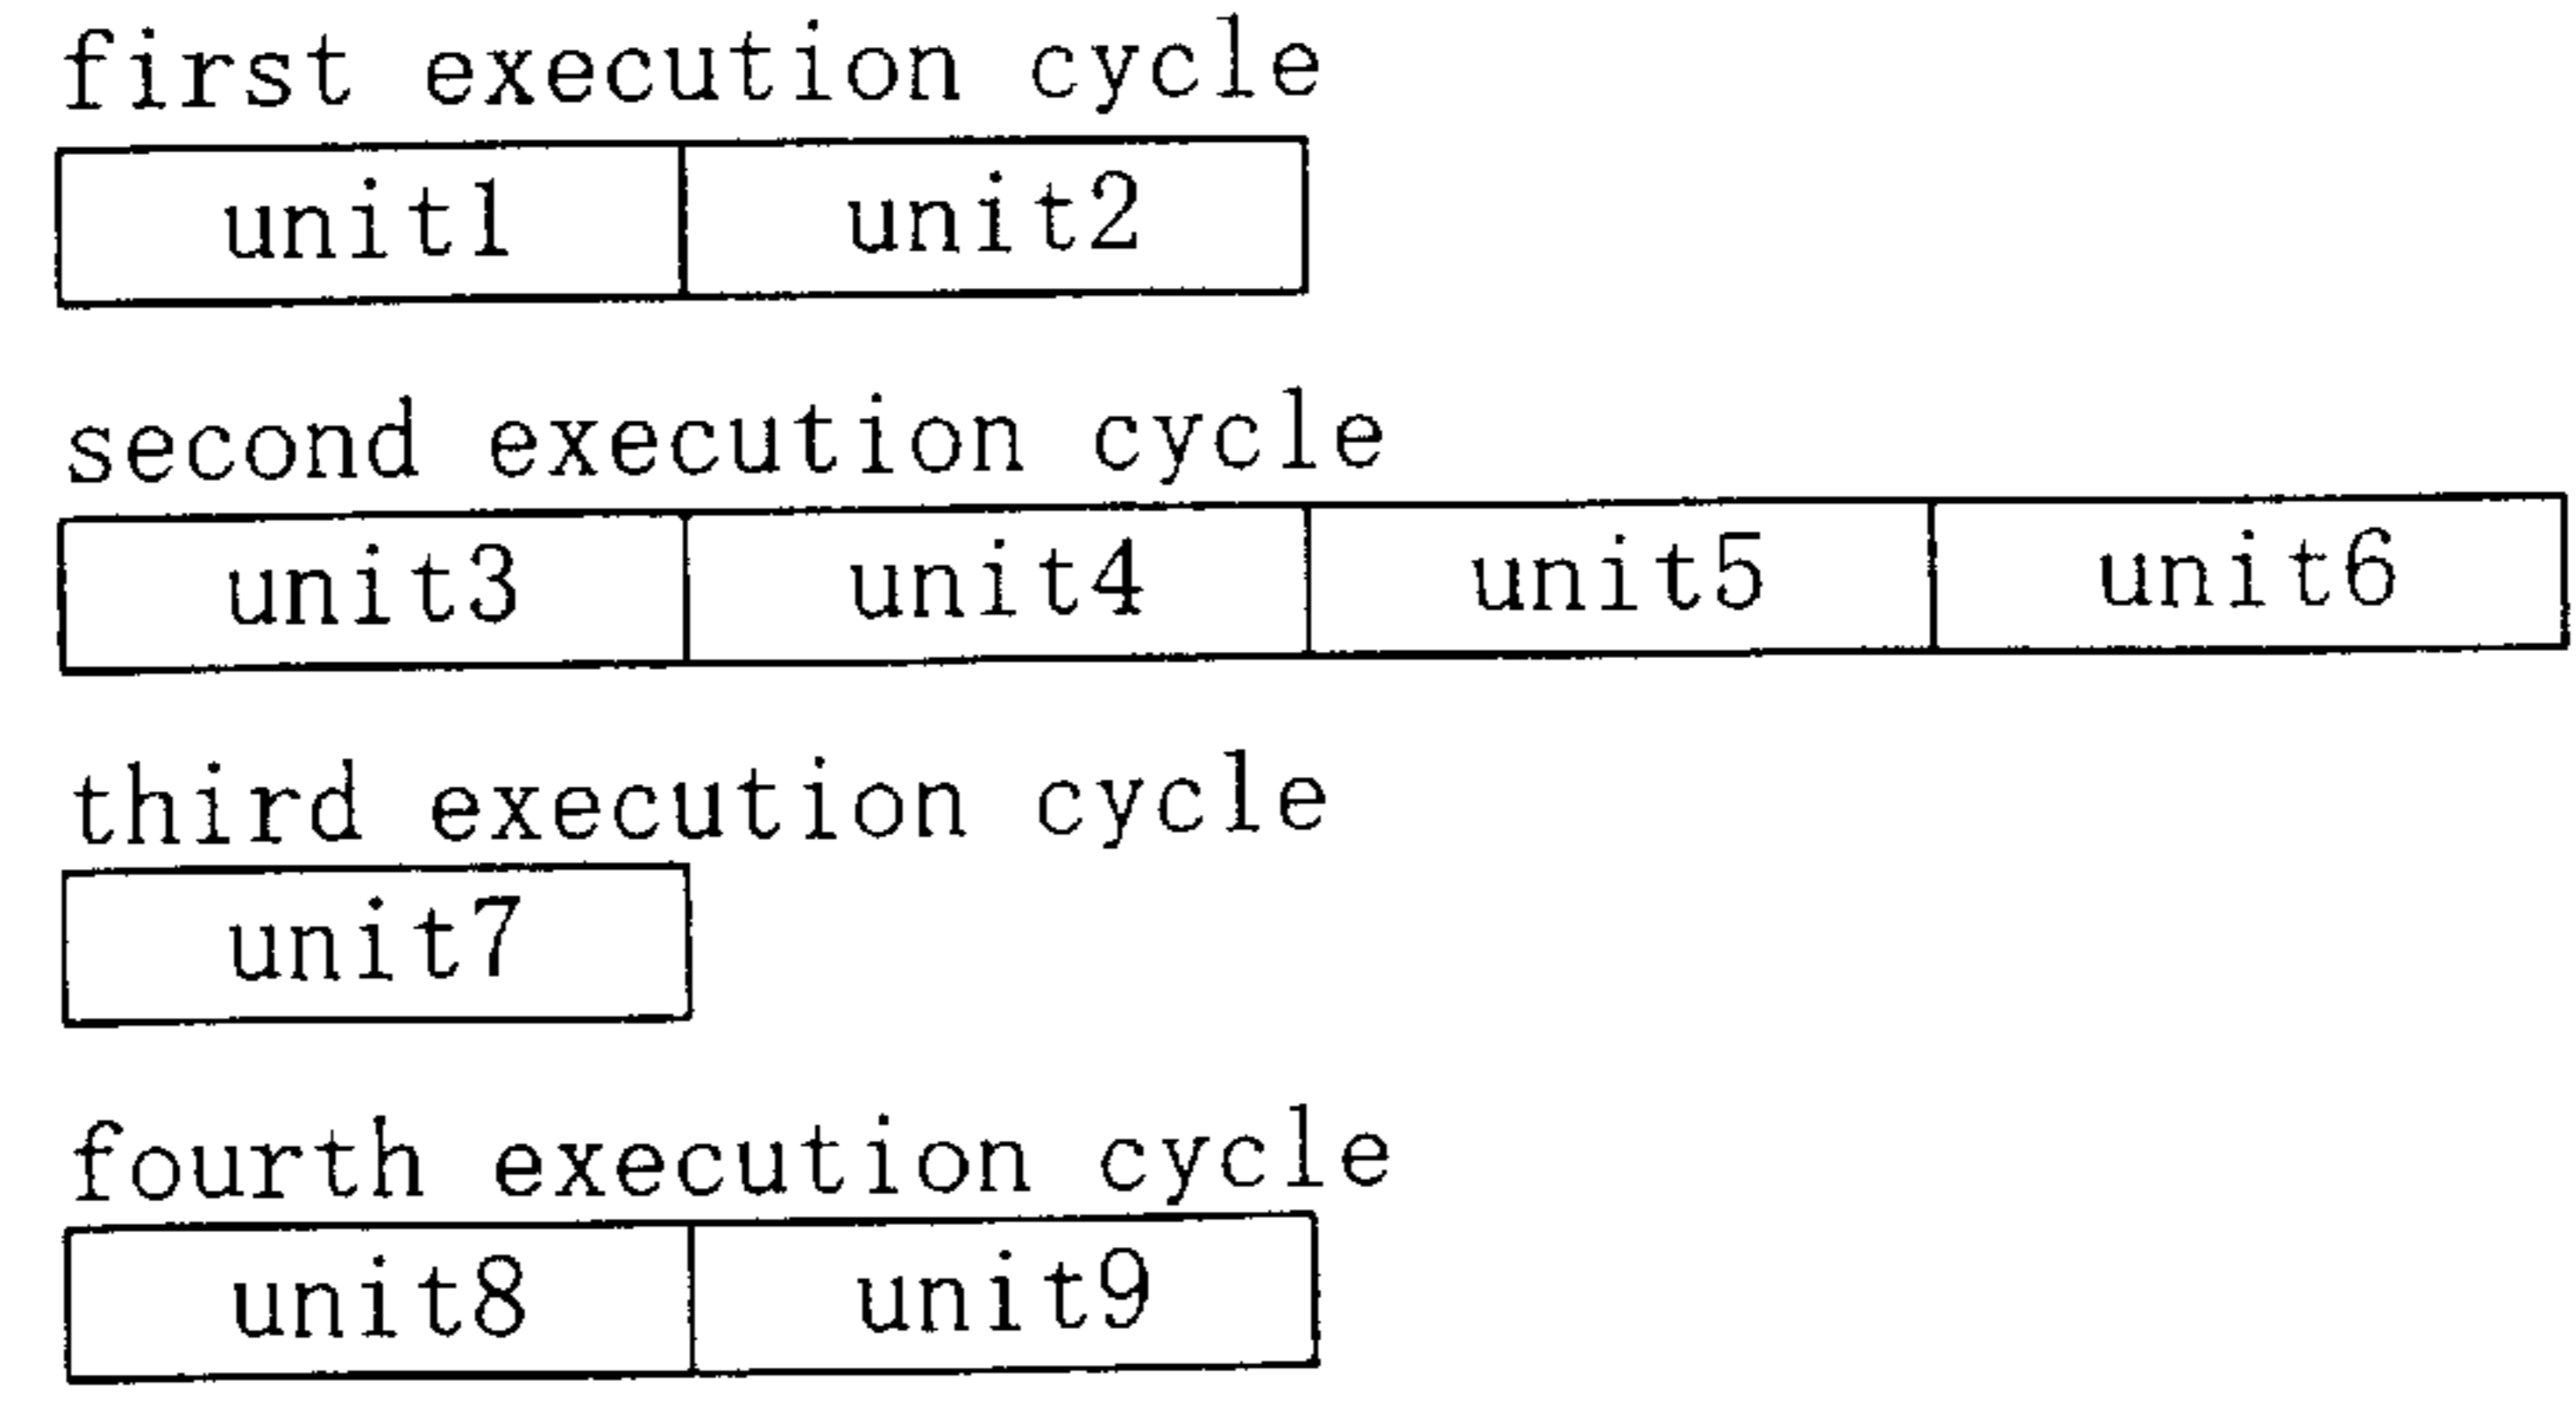 first execution cycle
unit1 unit2
second execution cycle
unit3 unit4 unit5 unit6
third execution cycle
unit7
fourth execution cycle
unit8 unit9